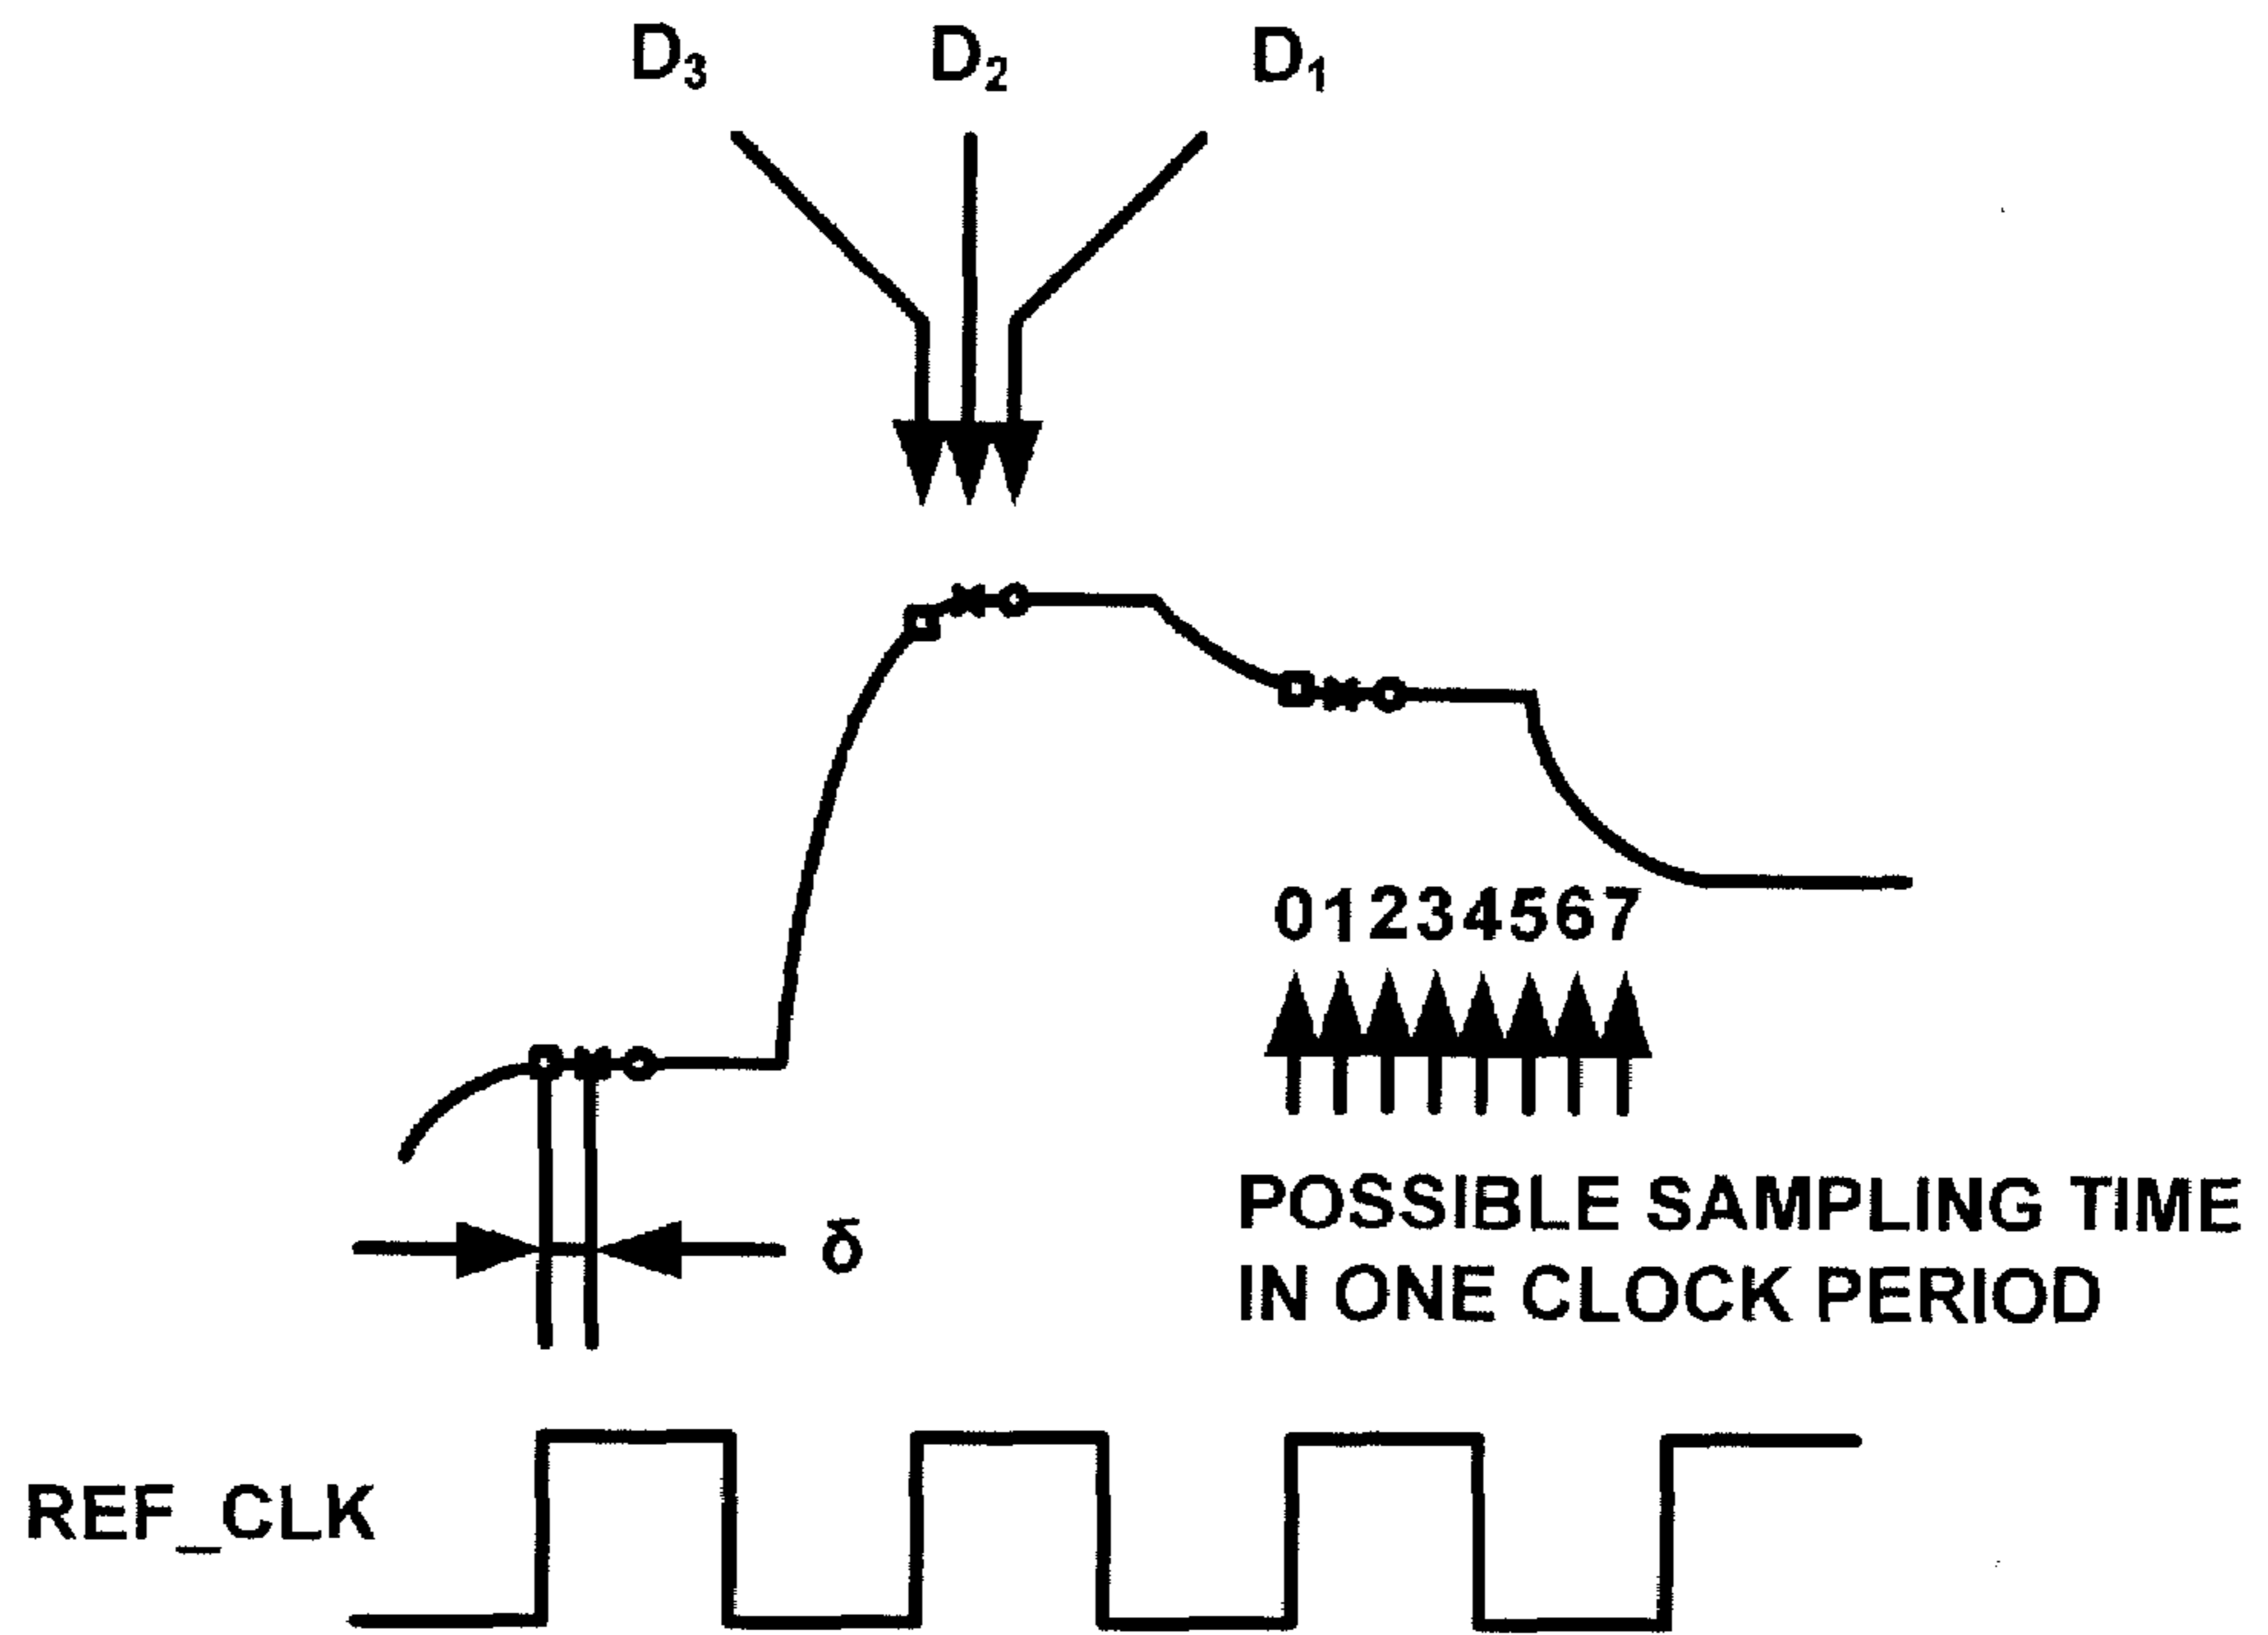 D₃ D₂ D₁
01234567
POSSIBLE SAMPLING TIME
IN ONE CLOCK PERIOD
δ
REF_CLK